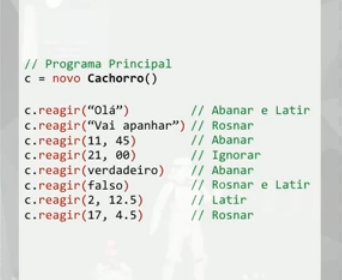 // Programa Principal
c = novo Cachorro()
c.reagir(“Olá”) // Abanar e Latir
c.reagir(“Vai apanhar”) // Rosnar
c.reagir(11, 45) // Abanar
c.reagir(21, 00) // Ignorar
c.reagir(verdadeiro) // Abanar
c.reagir(falso) // Rosnar e Latir
c.reagir(2, 12.5) // Latir
c.reagir(17, 4.5) // Rosnar